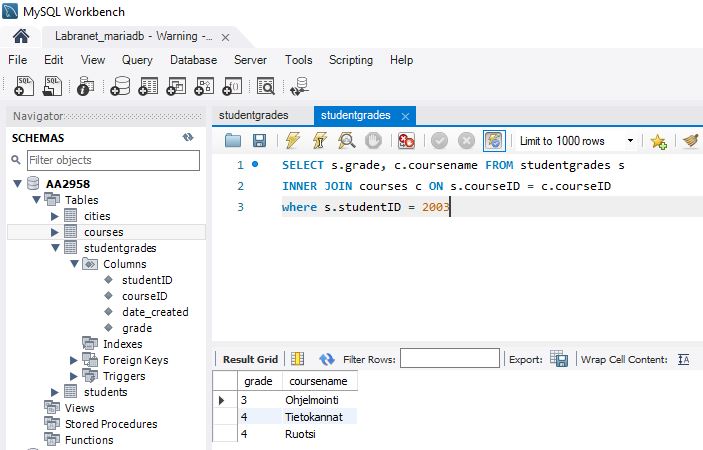 MySQL Workbench
Labranet_mariadb - Warning - ...
File Edit View Query Database Server Tools Scripting Help
Navigator
SCHEMAS
Filter objects
AA2958
Tables
cities
courses
studentgrades
Columns
studentID
courseID
date_created
grade
Indexes
Foreign Keys
Triggers
students
Views
Stored Procedures
Functions
studentgrades studentgrades
Limit to 1000 rows
1 SELECT s.grade, c.coursename FROM studentgrades s
2 INNER JOIN courses c ON s.courseID = c.courseID
3 where s.studentID = 2003
Result Grid Filter Rows: Export: Wrap Cell Content:
grade coursename
3 Ohjelmointi
4 Tietokannat
4 Ruotsi